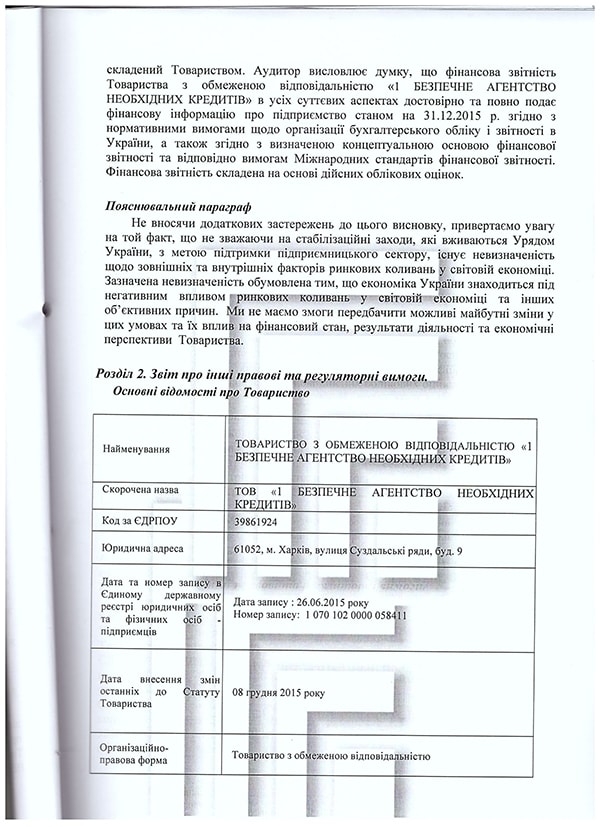 складений Товариством. Аудитор висловлює думку, що фінансова звітність
Товариства з обмеженою відповідальністю «1 БЕЗПЕЧНЕ АГЕНТСТВО
НЕОБХІДНИХ КРЕДИТІВ» в усіх суттєвих аспектах достовірно та повно подає
фінансову інформацію про підприємство станом на 31.12.2015 р. згідно з
нормативними вимогами щодо організації бухгалтерського обліку і звітності в
Україні, а також згідно з визначеною концептуальною основою фінансової
звітності та відповідно вимогам Міжнародних стандартів фінансової звітності.
Фінансова звітність складена на основі дійсних облікових оцінок.
Пояснювальний параграф
Не вносячи додаткових застережень до цього висновку, привертаємо увагу
на той факт, що не зважаючи на стабілізаційні заходи, які вживаються Урядом
України, з метою підтримки підприємницького сектору, існує невизначеність
щодо зовнішніх та внутрішніх факторів ринкових коливань у світовій економіці.
Зазначена невизначеність обумовлена тим, що економіка України знаходиться під
негативним впливом ринкових коливань у світовій економіці та інших
об’єктивних причин. Ми не маємо змоги передбачити можливі майбутні зміни у
цих умовах та їх вплив на фінансовий стан, результати діяльності та економічні
перспективи Товариства.
Розділ 2. Звіт про інші правові та регуляторні вимоги.
Основні відомості про Товариство
Найменування
ТОВАРИСТВО З ОБМЕЖЕНОЮ ВІДПОВІДАЛЬНІСТЮ «1
БЕЗПЕЧНЕ АГЕНТСТВО НЕОБХІДНИХ КРЕДИТІВ»
Скорочена назва
ТОВ «1 БЕЗПЕЧНЕ АГЕНТСТВО НЕОБХІДНИХ
КРЕДИТІВ»
Код за ЄДРПОУ
39861924
Юридична адреса
61052, м. Харків, вулиця Суздальські ряди, буд. 9
Дата та номер запису в
Єдиному державному
реєстрі юридичних осіб
та фізичних осіб -
підприємців
Дата запису : 26.06.2015 року
Номер запису: 1 070 102 0000 058411
Дата внесення змін
останніх до Статуту
Товариства
08 грудня 2015 року
Організаційно-
правова форма
Товариство з обмеженою відповідальністю